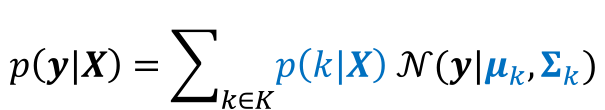 p(y|X) = ∑_{k∈K} p(k|X) 𝒩(y|μ_k, Σ_k)